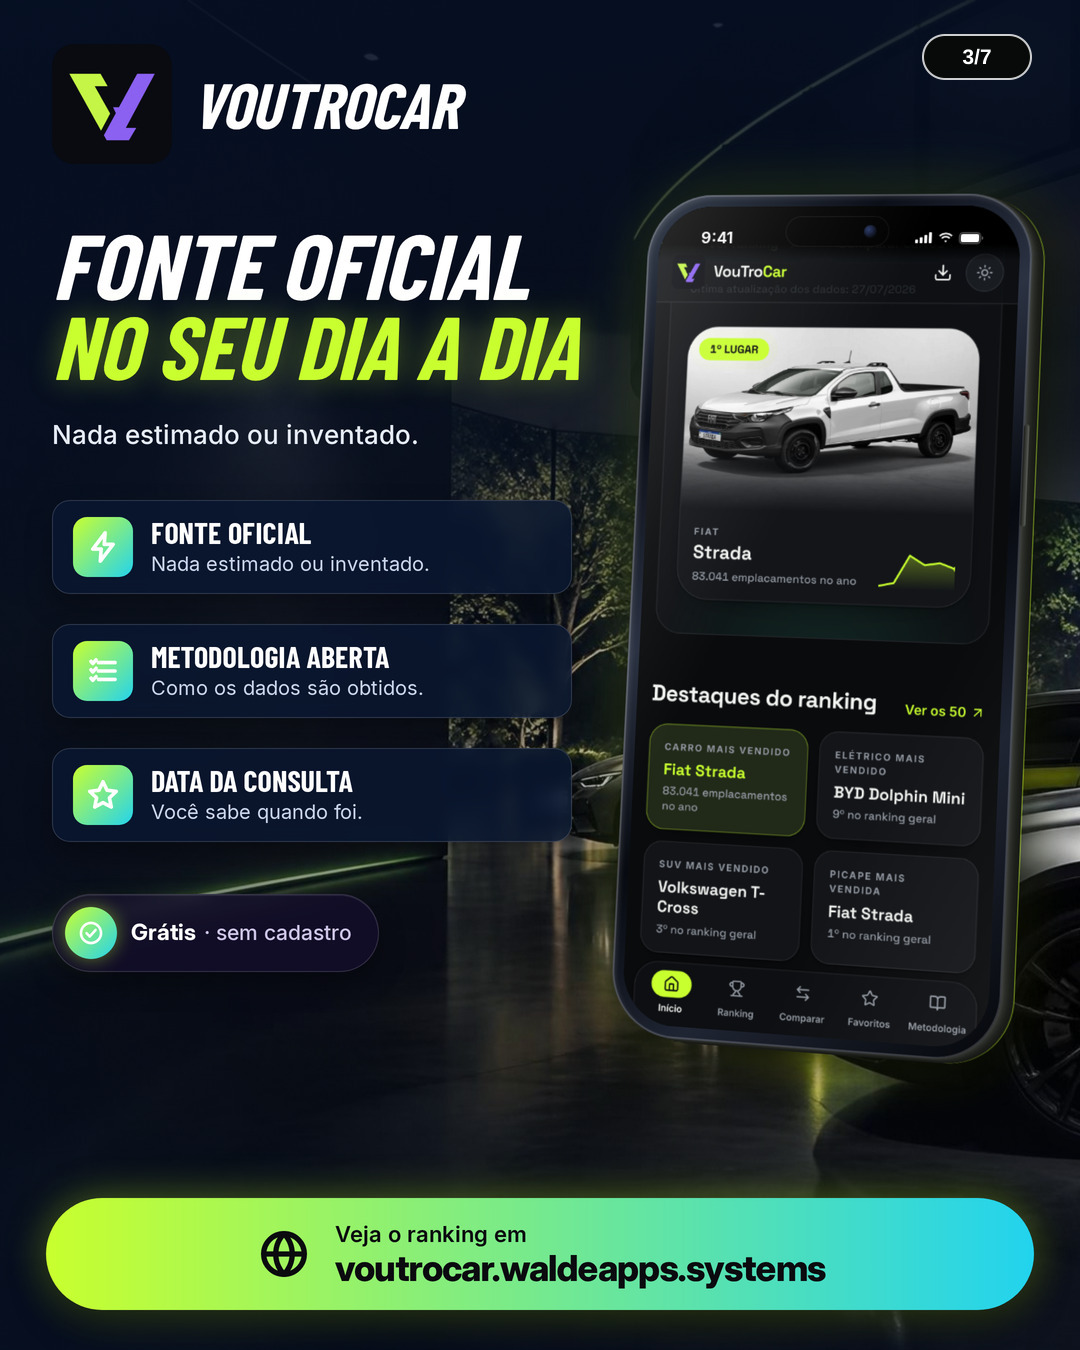 VOUTROCAR
3/7
FONTE OFICIAL
NO SEU DIA A DIA
Nada estimado ou inventado.
FONTE OFICIAL
Nada estimado ou inventado.
METODOLOGIA ABERTA
Como os dados são obtidos.
DATA DA CONSULTA
Você sabe quando foi.
Grátis · sem cadastro
9:41
VouTroCar
Última atualização dos dados: 27/07/2026
1º LUGAR
FIAT
Strada
83.041 emplacamentos no ano
Destaques do ranking
Ver os 50
CARRO MAIS VENDIDO
Fiat Strada
83.041 emplacamentos
no ano
ELÉTRICO MAIS
VENDIDO
BYD Dolphin Mini
9º no ranking geral
SUV MAIS VENDIDO
Volkswagen T-
Cross
3º no ranking geral
PICAPE MAIS
VENDIDA
Fiat Strada
1º no ranking geral
Início
Ranking
Comparar
Favoritos
Metodologia
Veja o ranking em
voutrocar.waldeapps.systems